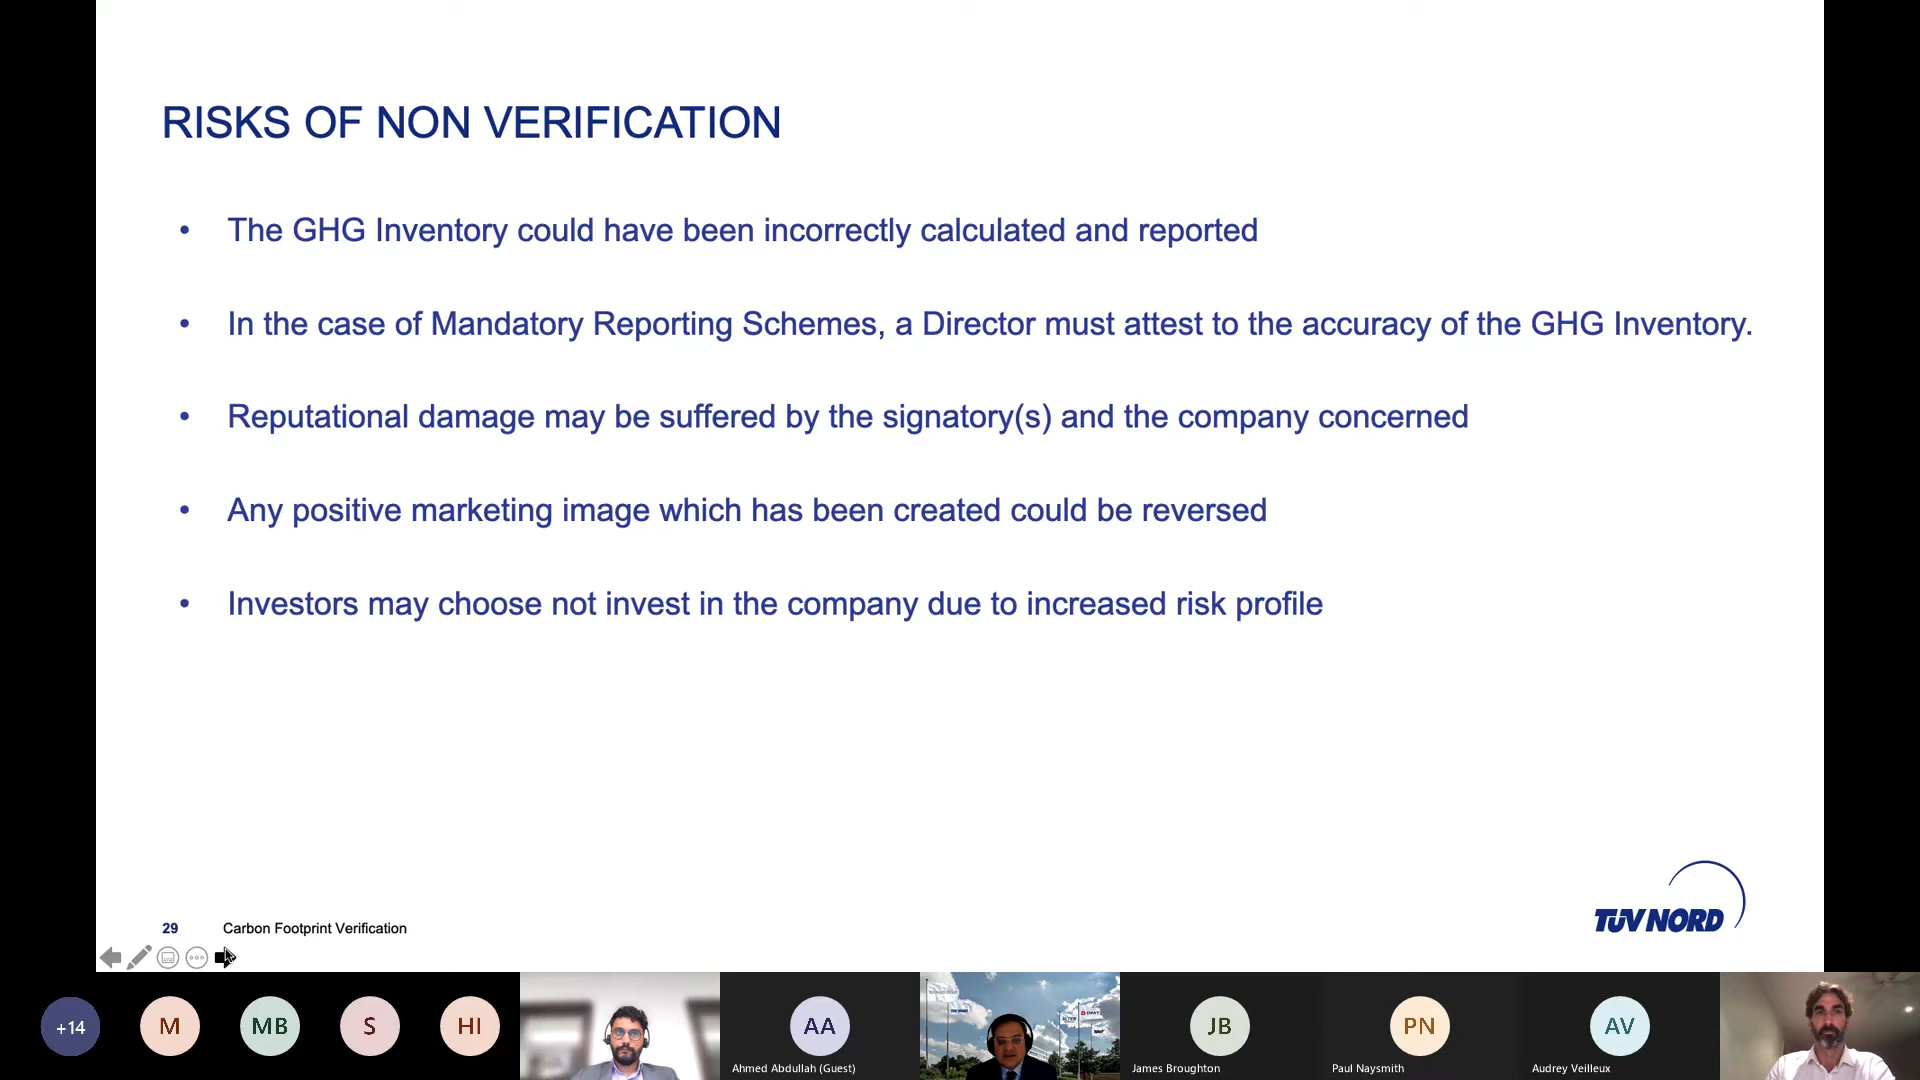 RISKS OF NON VERIFICATION
• The GHG Inventory could have been incorrectly calculated and reported
• In the case of Mandatory Reporting Schemes, a Director must attest to the accuracy of the GHG Inventory.
• Reputational damage may be suffered by the signatory(s) and the company concerned
• Any positive marketing image which has been created could be reversed
• Investors may choose not invest in the company due to increased risk profile
29 Carbon Footprint Verification
TÜV NORD
+14 M MB S HI AA JB PN AV
Ahmed Abdullah (Guest) James Broughton Paul Naysmith Audrey Veilleux